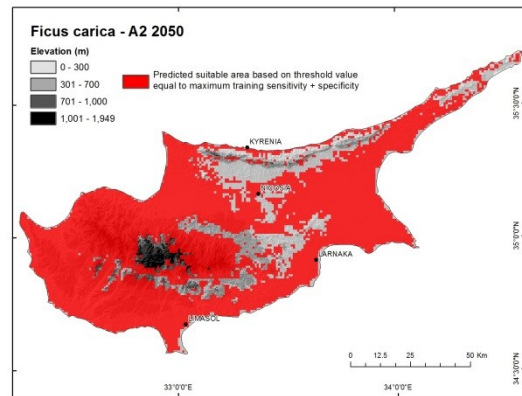 Ficus carica - A2 2050
Elevation (m)
0 - 300
301 - 700
701 - 1,000
1,001 - 1,949
Predicted suitable area based on threshold value
equal to maximum training sensitivity + specificity
KYRENIA
NICOSIA
LARNAKA
LIMASOL
35°30'0"N
35°0'0"N
34°30'0"N
0 12.5 25 50 Km
33°0'0"E 34°0'0"E